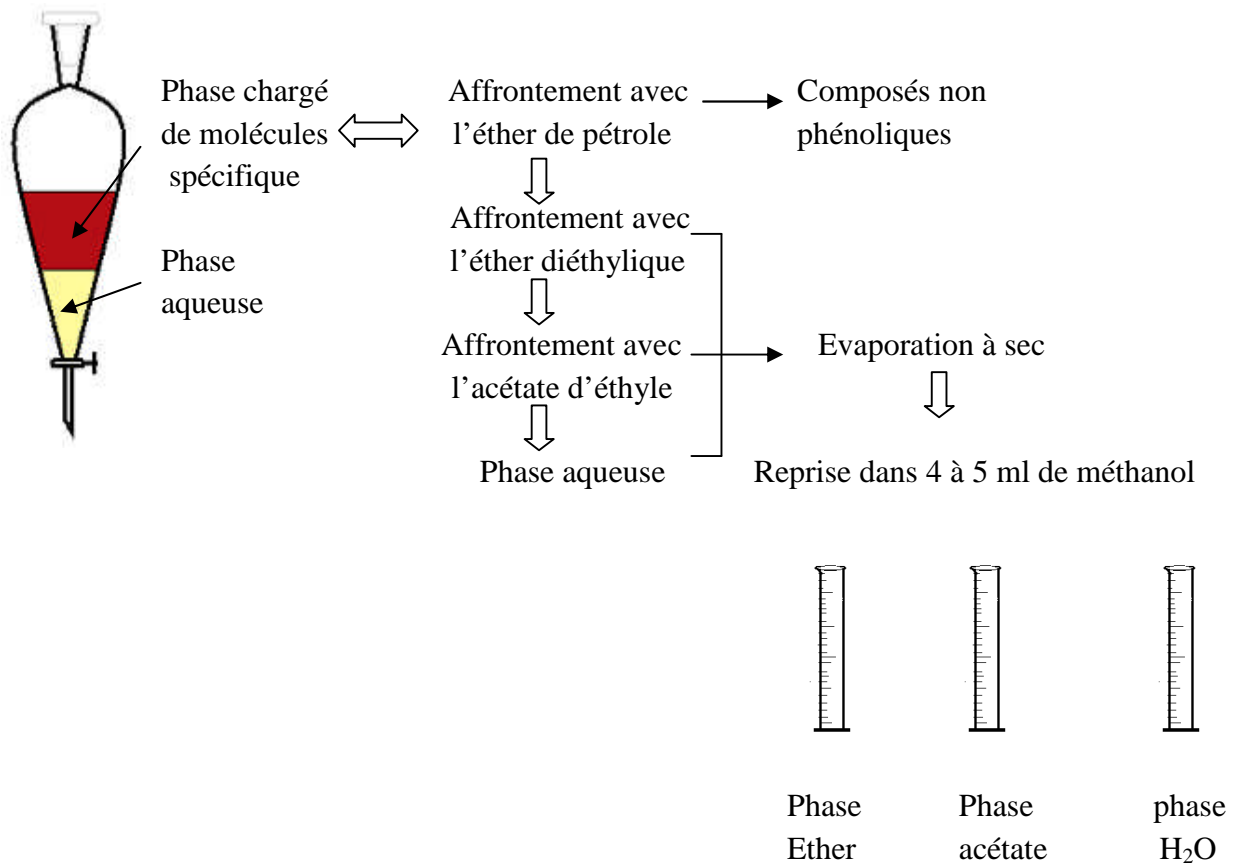 Phase chargé
de molécules
spécifique
Phase
aqueuse
Affrontement avec
l’éther de pétrole
Composés non
phénoliques
Affrontement avec
l’éther diéthylique
Affrontement avec
l’acétate d’éthyle
Phase aqueuse
Evaporation à sec
Reprise dans 4 à 5 ml de méthanol
Phase
Ether
Phase
acétate
phase
H₂O